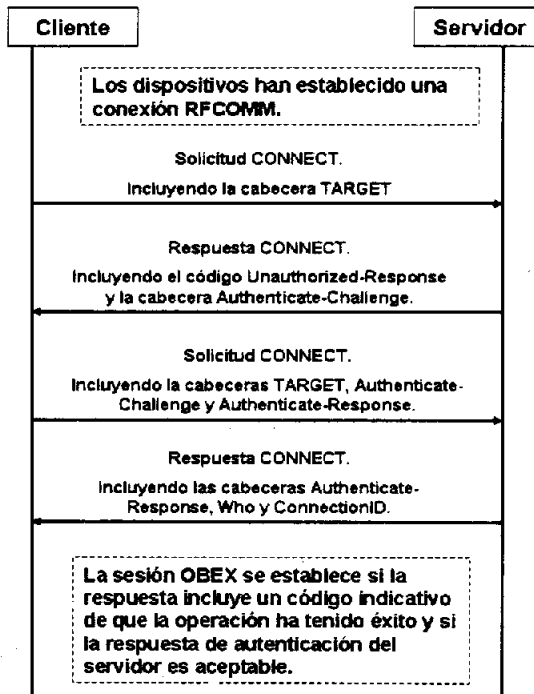 Cliente
Servidor
Los dispositivos han establecido una
conexión RFCOMM.
Solicitud CONNECT.
Incluyendo la cabecera TARGET
Respuesta CONNECT.
Incluyendo el código Unauthorized-Response
y la cabecera Authenticate-Challenge.
Solicitud CONNECT.
Incluyendo la cabeceras TARGET, Authenticate-
Challenge y Authenticate-Response.
Respuesta CONNECT.
Incluyendo las cabeceras Authenticate-
Response, Who y ConnectionID.
La sesión OBEX se establece si la
respuesta incluye un código indicativo
de que la operación ha tenido éxito y si
la respuesta de autenticación del
servidor es aceptable.